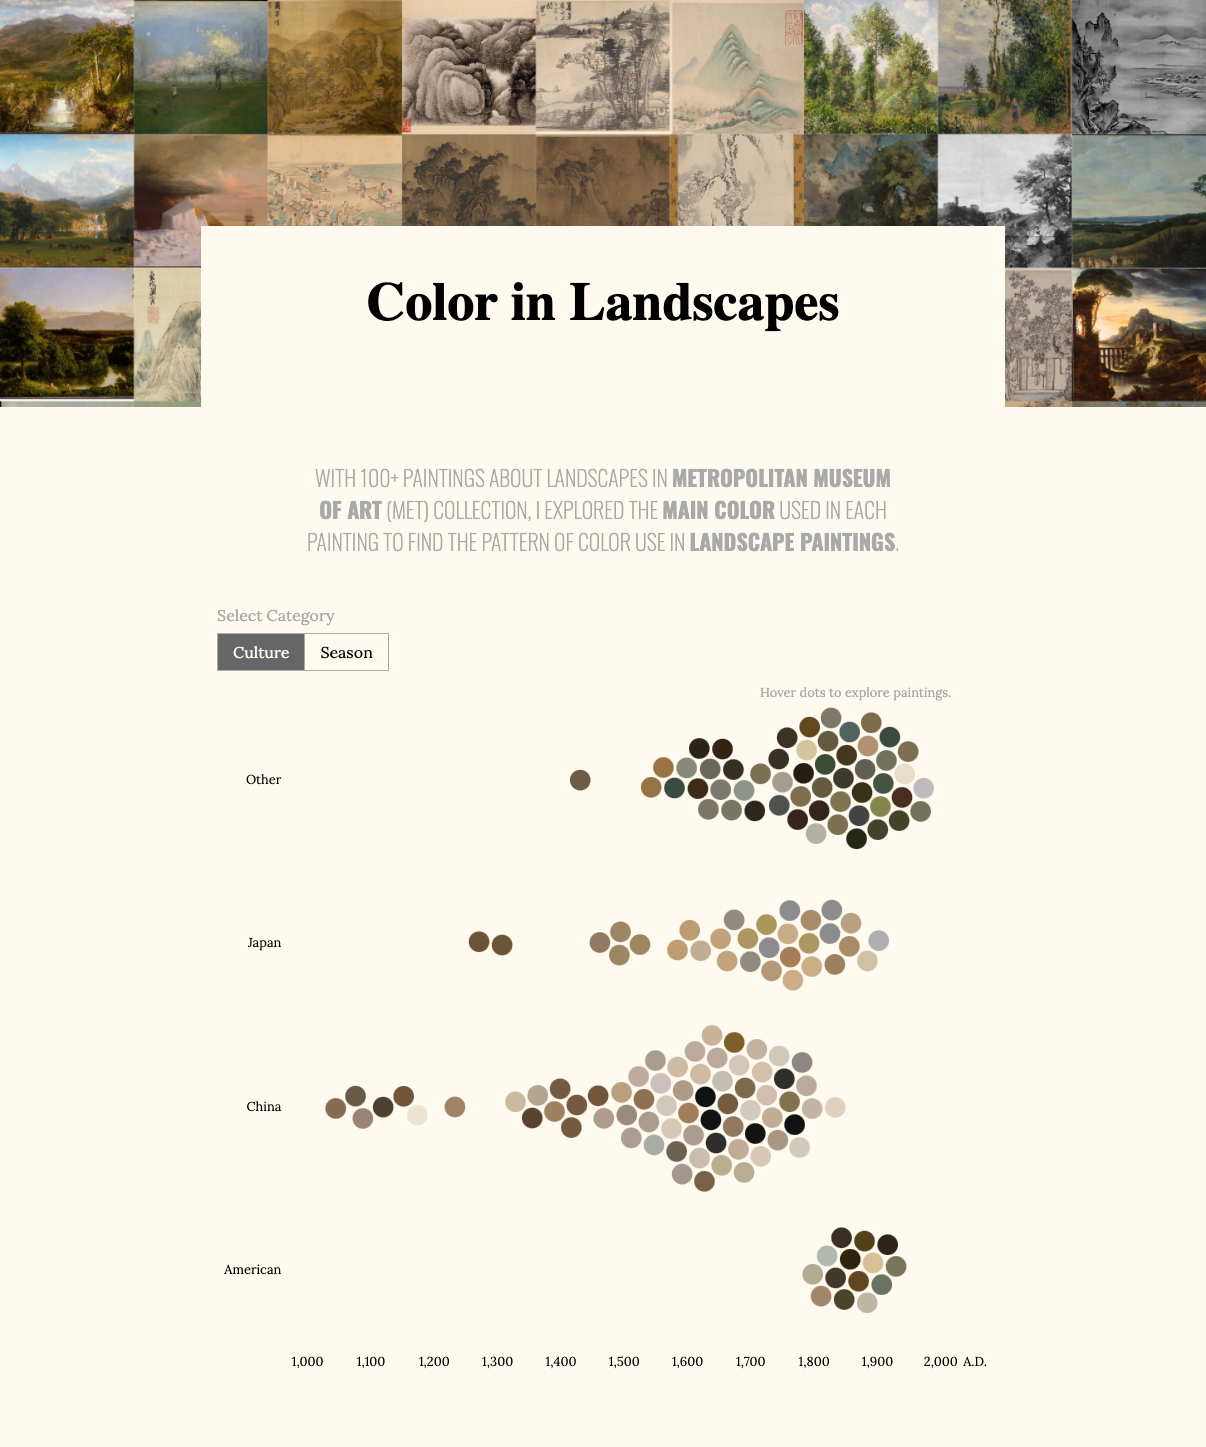 Color in Landscapes
WITH 100+ PAINTINGS ABOUT LANDSCAPES IN METROPOLITAN MUSEUM
OF ART (MET) COLLECTION, I EXPLORED THE MAIN COLOR USED IN EACH
PAINTING TO FIND THE PATTERN OF COLOR USE IN LANDSCAPE PAINTINGS.
Select Category
Culture Season
Hover dots to explore paintings.
Other
Japan
China
American
1,000 1,100 1,200 1,300 1,400 1,500 1,600 1,700 1,800 1,900 2,000 A.D.